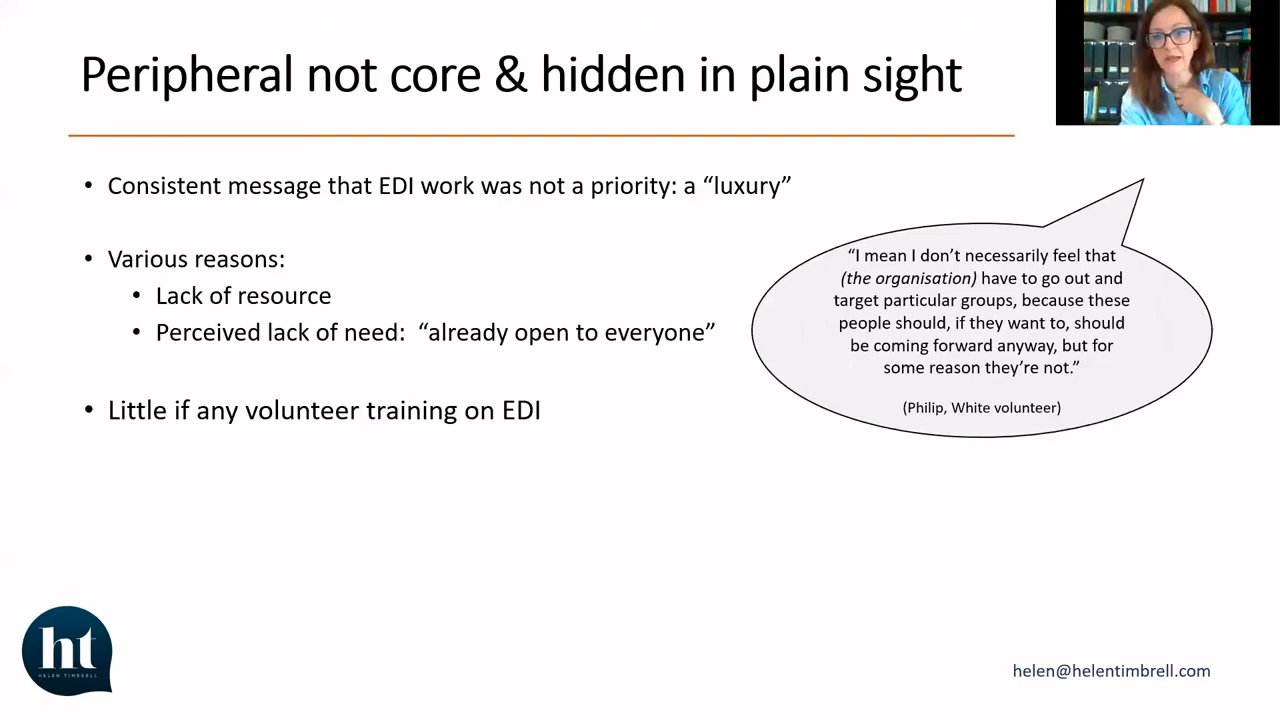 Peripheral not core & hidden in plain sight
• Consistent message that EDI work was not a priority: a “luxury”
• Various reasons:
• Lack of resource
• Perceived lack of need:  “already open to everyone”
• Little if any volunteer training on EDI
“I mean I don’t necessarily feel that
(the organisation) have to go out and
target particular groups, because these
people should, if they want to, should
be coming forward anyway, but for
some reason they’re not.”
(Philip, White volunteer)
ht
HELEN TIMBRELL
helen@helentimbrell.com